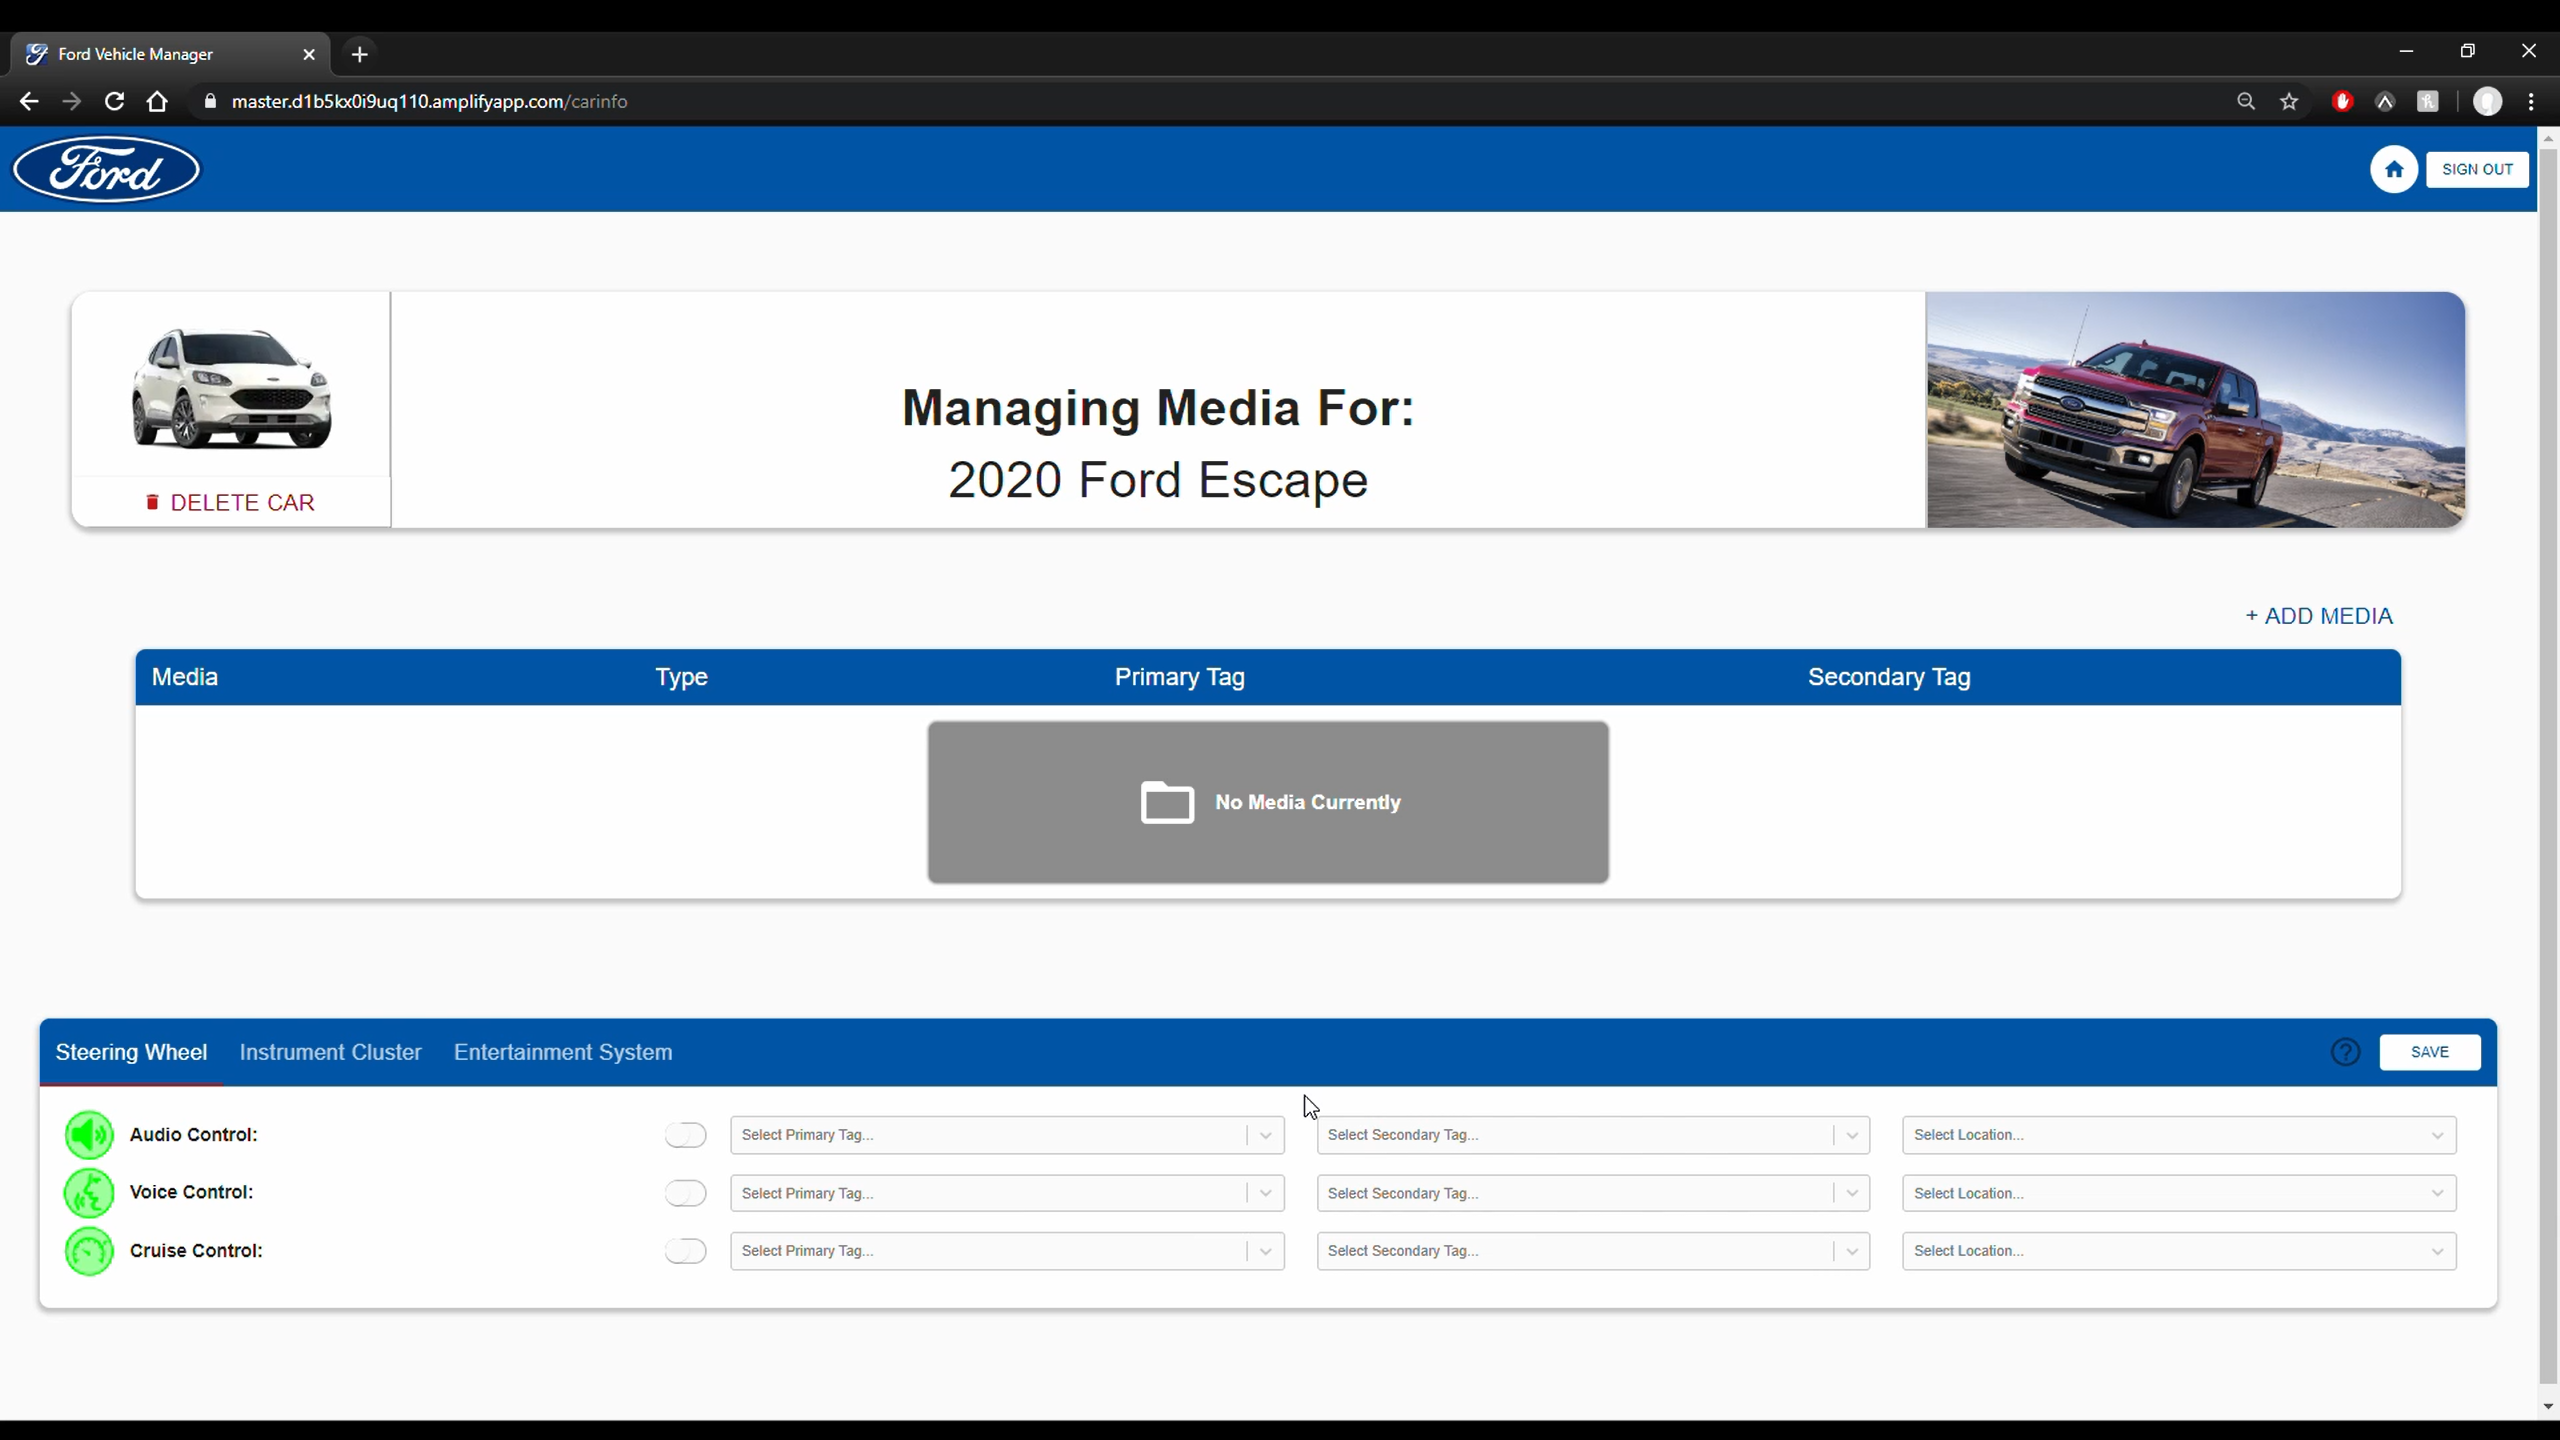 Ford Vehicle Manager
master.d1b5kx0i9uq110.amplifyapp.com/carinfo
Ford
SIGN OUT
Managing Media For:
2020 Ford Escape
DELETE CAR
+ ADD MEDIA
Media Type Primary Tag Secondary Tag
No Media Currently
Steering Wheel Instrument Cluster Entertainment System ? SAVE
Audio Control: Select Primary Tag... Select Secondary Tag... Select Location...
Voice Control: Select Primary Tag... Select Secondary Tag... Select Location...
Cruise Control: Select Primary Tag... Select Secondary Tag... Select Location...